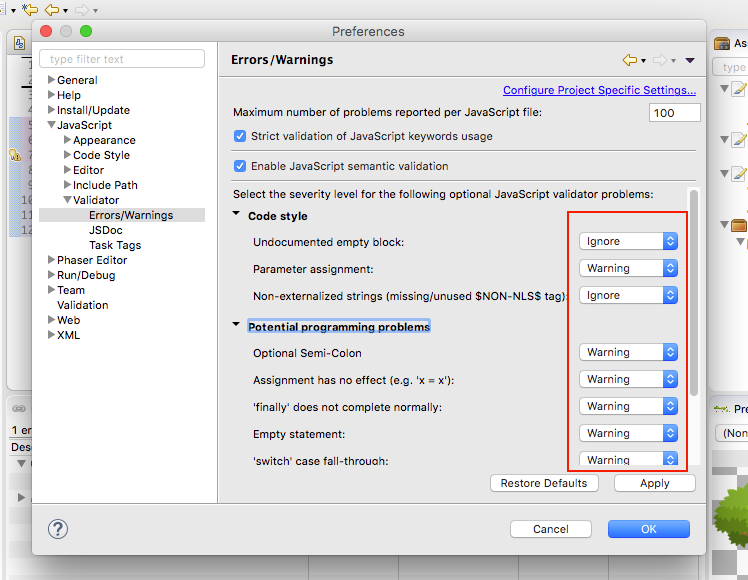 Preferences
type filter text
General
Help
Install/Update
JavaScript
Appearance
Code Style
Editor
Include Path
Validator
Errors/Warnings
JSDoc
Task Tags
Phaser Editor
Run/Debug
Team
Validation
Web
XML
Errors/Warnings
Configure Project Specific Settings...
Maximum number of problems reported per JavaScript file: 100
Strict validation of JavaScript keywords usage
Enable JavaScript semantic validation
Select the severity level for the following optional JavaScript validator problems:
Code style
Undocumented empty block: Ignore
Parameter assignment: Warning
Non-externalized strings (missing/unused $NON-NLS$ tag): Ignore
Potential programming problems
Optional Semi-Colon Warning
Assignment has no effect (e.g. 'x = x'): Warning
'finally' does not complete normally: Warning
Empty statement: Warning
'switch' case fall-through: Warning
Restore Defaults Apply
? Cancel OK
1 er
Des
Ass
type
Pre
(Non